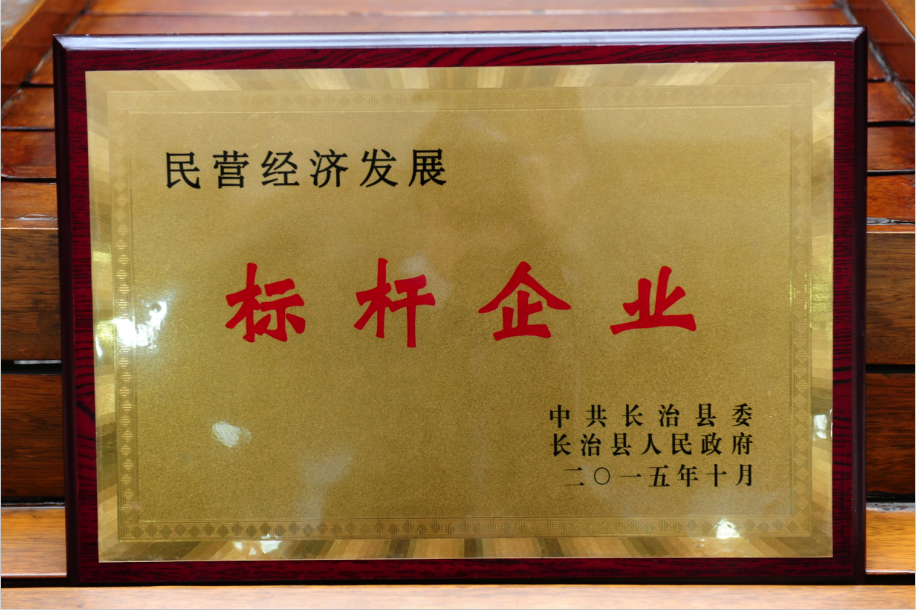 民营经济发展
标杆企业
中共长治县委
长治县人民政府
二〇一五年十月